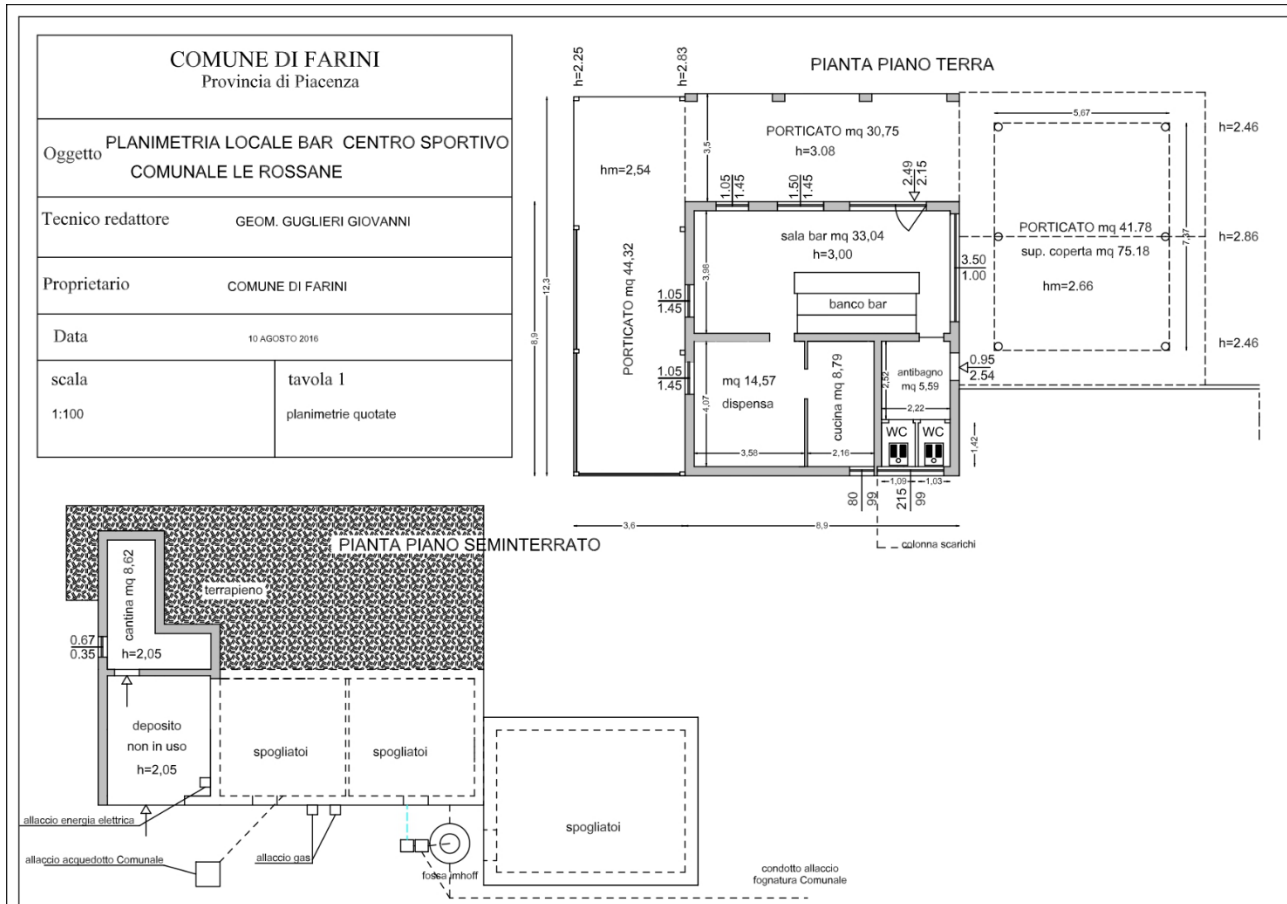 COMUNE DI FARINI
Provincia di Piacenza
Oggetto PLANIMETRIA LOCALE BAR CENTRO SPORTIVO
COMUNALE LE ROSSANE
Tecnico redattore GEOM. GUGLIERI GIOVANNI
Proprietario COMUNE DI FARINI
Data 10 AGOSTO 2016
scala
1:100
tavola 1
planimetrie quotate
PIANTA PIANO TERRA
h=2.25
h=2.83
hm=2,54
PORTICATO mq 44,32
12,3
8,9
PORTICATO mq 30,75
h=3.08
3,5
1.05
1.45
1.50
1.45
2.49
2.15
sala bar mq 33,04
h=3,00
3,98
banco bar
3.50
1.00
1.05
1.45
1.05
1.45
mq 14,57
dispensa
4,07
3,58
cucina mq 8,79
2,16
antibagno
mq 5,59
2,52
2,22
0.95
2.54
WC
WC
1,42
1,09
1,03
80
99
215
99
3,6
8,9
colonna scarichi
5,67
7,37
PORTICATO mq 41.78
sup. coperta mq 75.18
hm=2.66
h=2.46
h=2.86
h=2.46
PIANTA PIANO SEMINTERRATO
terrapieno
cantina mq 8,62
h=2,05
0.67
0.35
deposito
non in uso
h=2,05
spogliatoi
spogliatoi
spogliatoi
allaccio energia elettrica
allaccio acquedotto Comunale
allaccio gas
fossa imhoff
condotto allaccio
fognatura Comunale